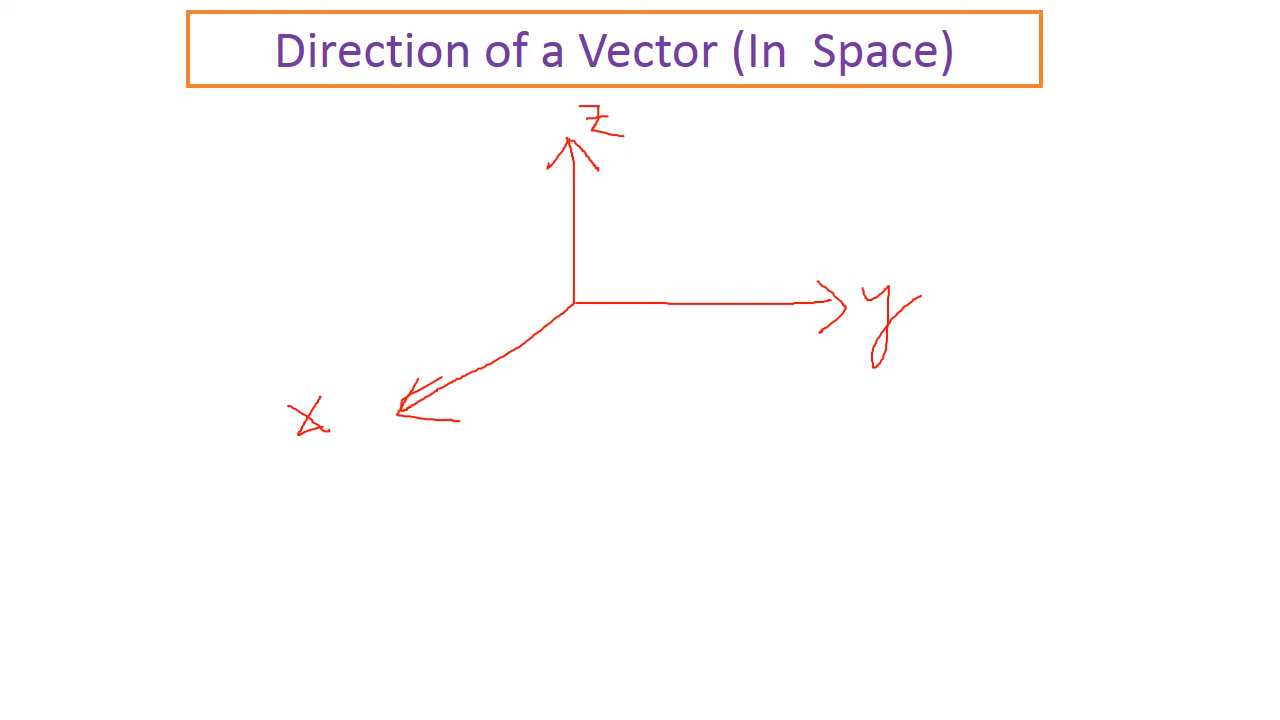 Direction of a Vector (In Space)
z
y
x